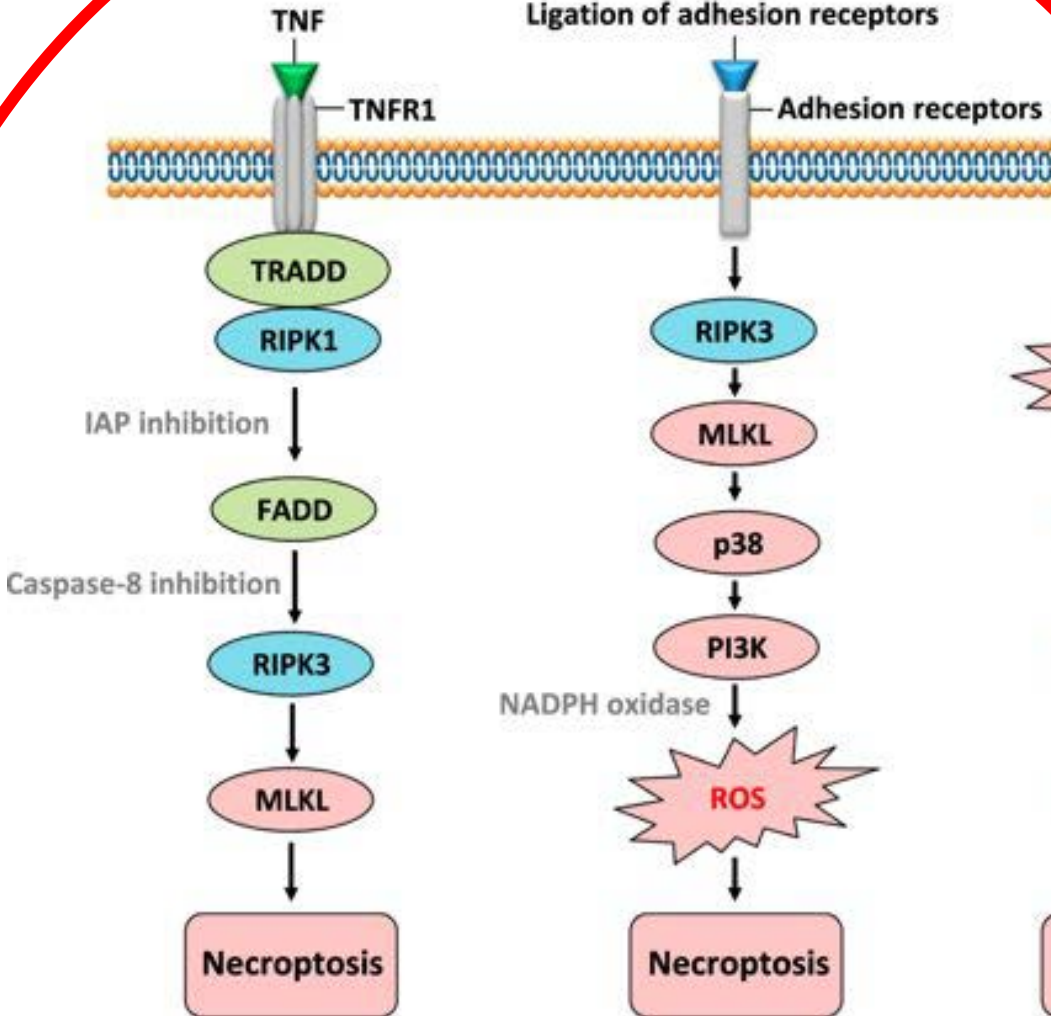 TNF
TNFR1
TRADD
RIPK1
IAP inhibition
FADD
Caspase-8 inhibition
RIPK3
MLKL
Necroptosis
Ligation of adhesion receptors
Adhesion receptors
RIPK3
MLKL
p38
PI3K
NADPH oxidase
ROS
Necroptosis